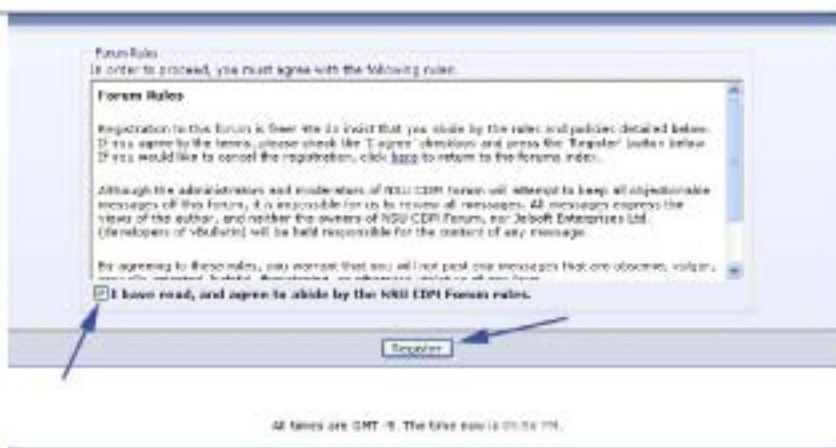 Forum Rules
In order to proceed, you must agree with the following rules:
Forum Rules
Registration to this forum is free! We do insist that you abide by the rules and policies detailed below.
If you agree to the terms, please check the 'I agree' checkbox and press the 'Register' button below.
If you would like to cancel the registration, click here to return to the forums index.
Although the administrators and moderators of NSU CDM Forum will attempt to keep all objectionable
messages off this forum, it is impossible for us to review all messages. All messages express the
views of the author, and neither the owners of NSU CDM Forum, nor Jelsoft Enterprises Ltd.
(developers of vBulletin) will be held responsible for the content of any message.
By agreeing to these rules, you warrant that you will not post any messages that are obscene, vulgar,
I have read, and agree to abide by the NSU CDM Forum rules.
Register
All times are GMT The time now is PM.